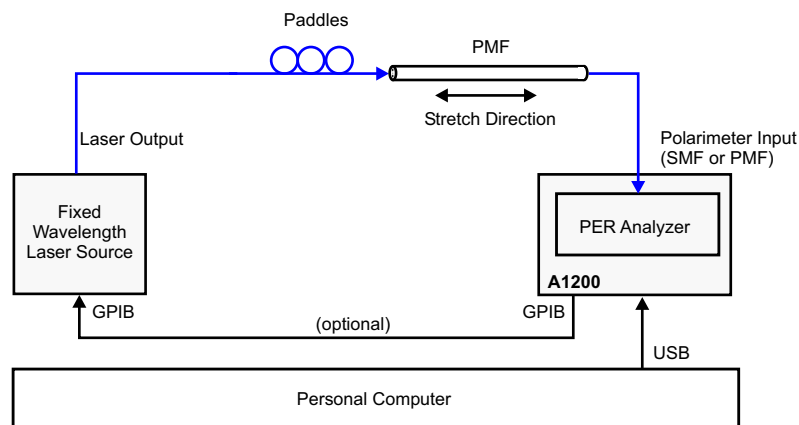 Paddles
PMF
Stretch Direction
Laser Output
Polarimeter Input
(SMF or PMF)
Fixed
Wavelength
Laser Source
PER Analyzer
A1200
GPIB
(optional)
GPIB
USB
Personal Computer